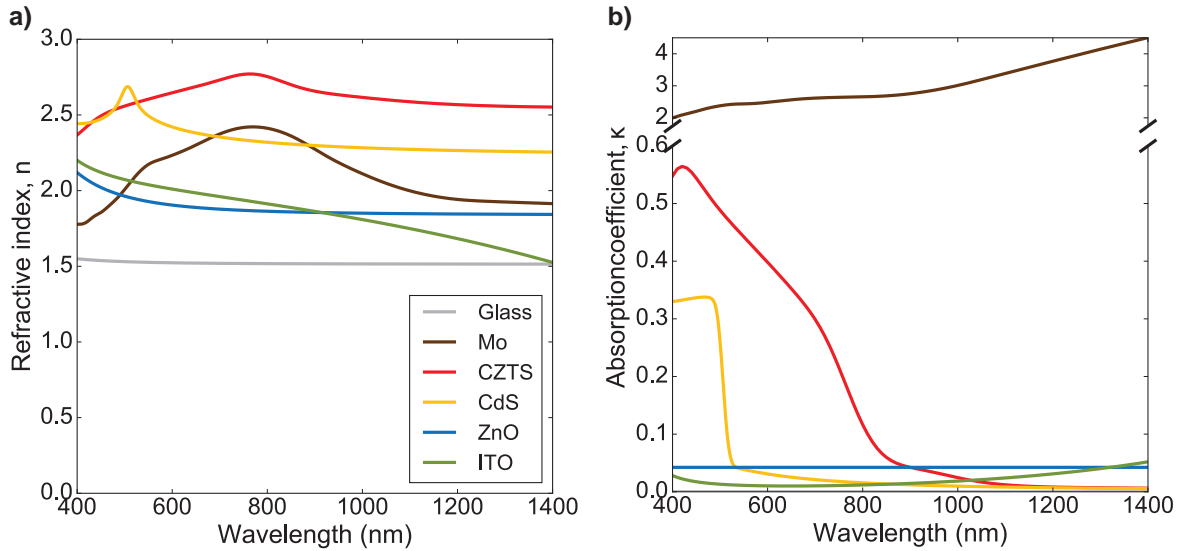 a)
3.0
2.5
2.0
1.5
1.0
0.5
0.0
Refractive index, n
400 600 800 1000 1200 1400
Wavelength (nm)
Glass
Mo
CZTS
CdS
ZnO
ITO
b)
4
3
2
0.6
0.5
0.4
0.3
0.2
0.1
0.0
Absorptioncoefficient, κ
400 600 800 1000 1200 1400
Wavelength (nm)